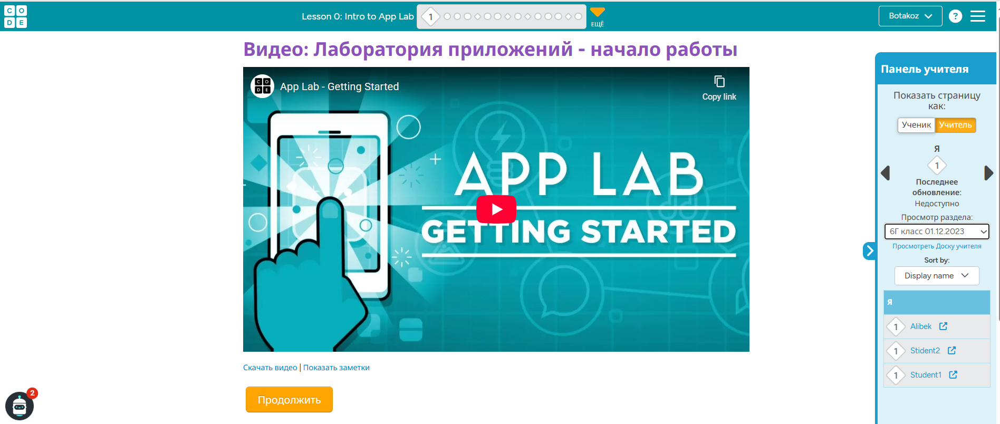 CODE
Lesson 0: Intro to App Lab
1
ЕЩЁ
Botakoz
?
Видео: Лаборатория приложений - начало работы
CODE
App Lab - Getting Started
Copy link
APP LAB
GETTING STARTED
Скачать видео | Показать заметки
Продолжить
2
Панель учителя
Показать страницу
как:
Ученик Учитель
Я
1
Последнее
обновление:
Недоступно
Просмотр раздела:
6Г класс 01.12.2023
Просмотреть Доску учителя
Sort by:
Display name
Я
1 Alibek
1 Stident2
1 Student1